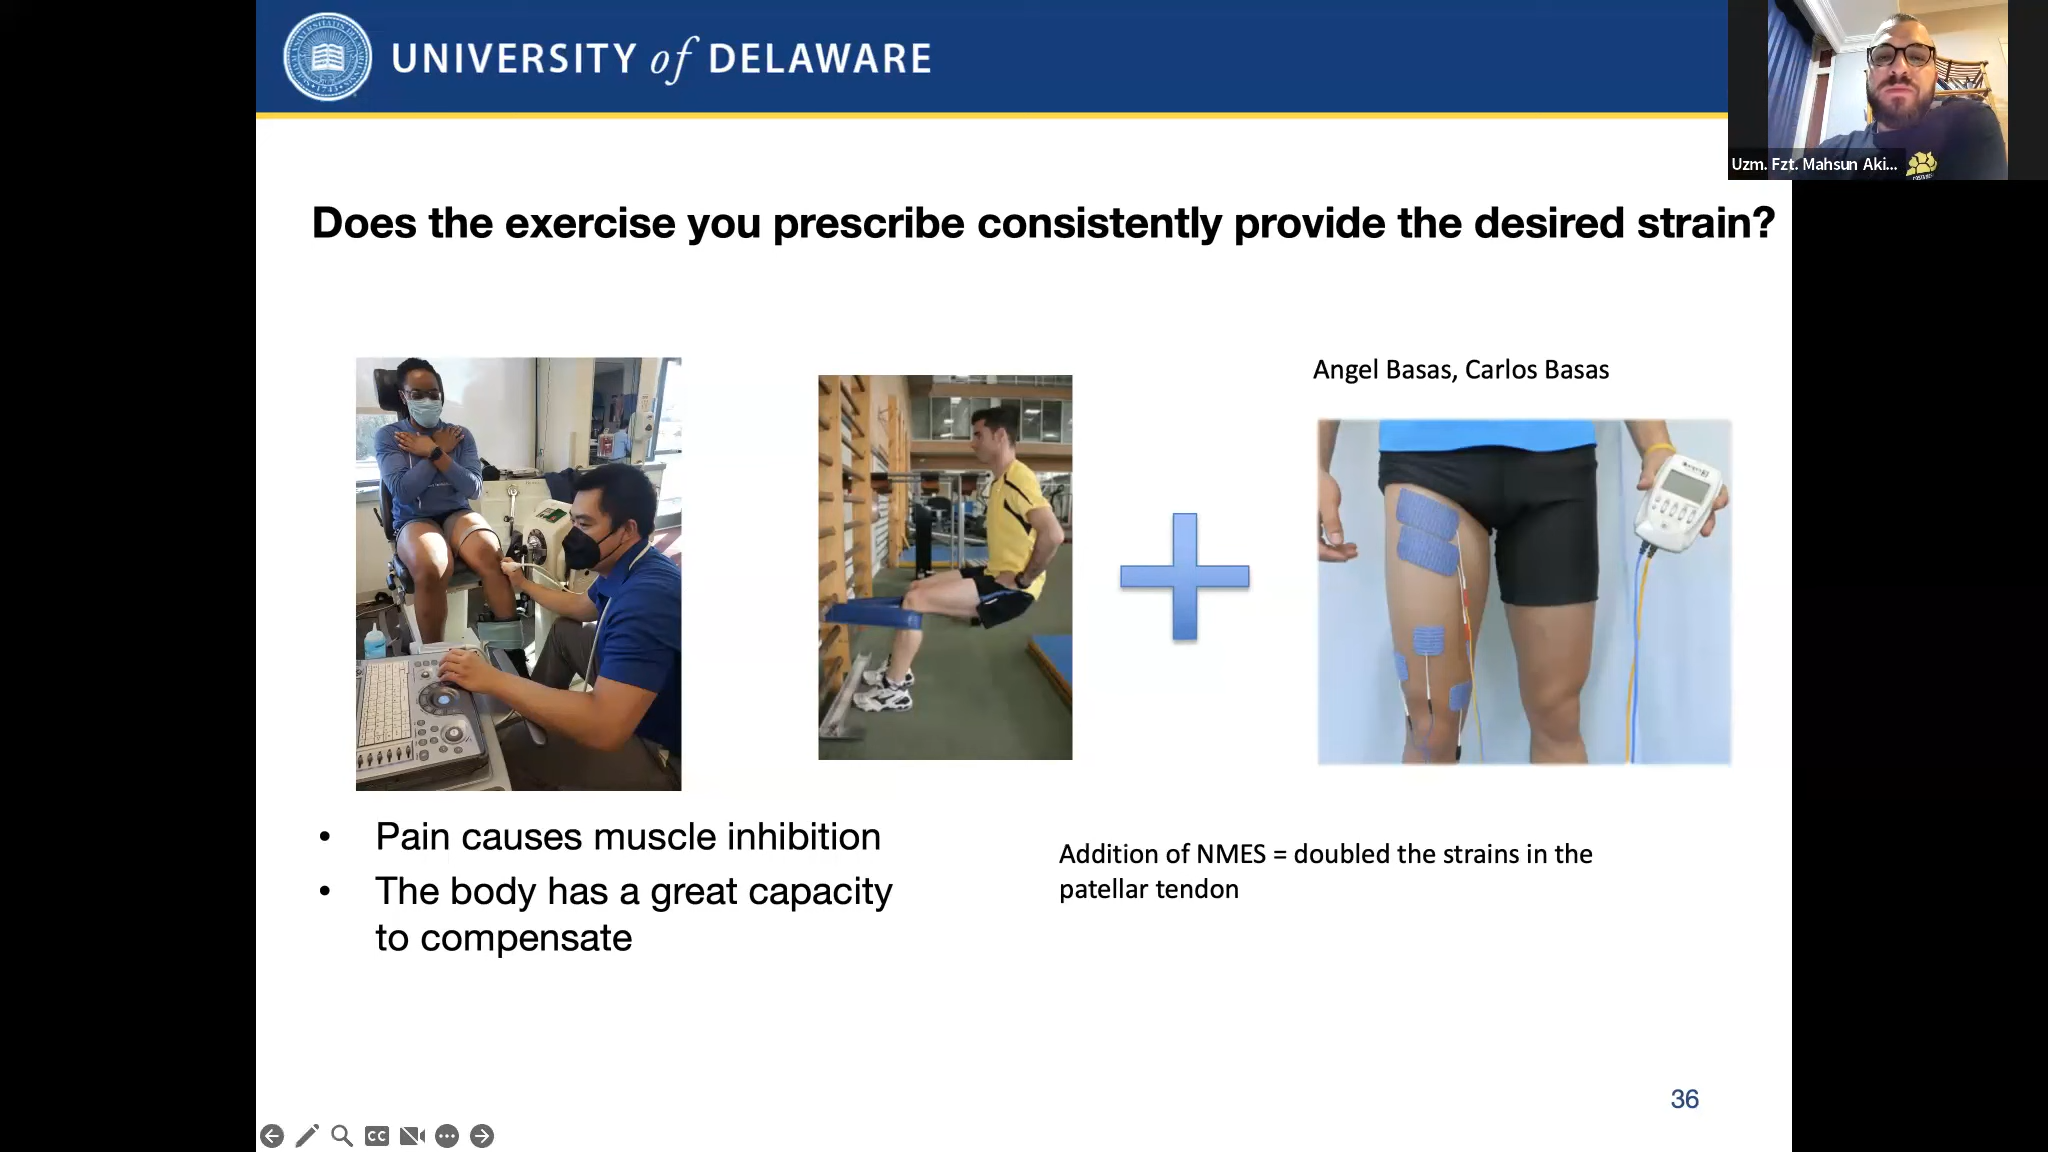 UNIVERSITY of DELAWARE
Uzm. Fzt. Mahsun Aki...
Does the exercise you prescribe consistently provide the desired strain?
Angel Basas, Carlos Basas
• Pain causes muscle inhibition
• The body has a great capacity
to compensate
Addition of NMES = doubled the strains in the
patellar tendon
36
CC